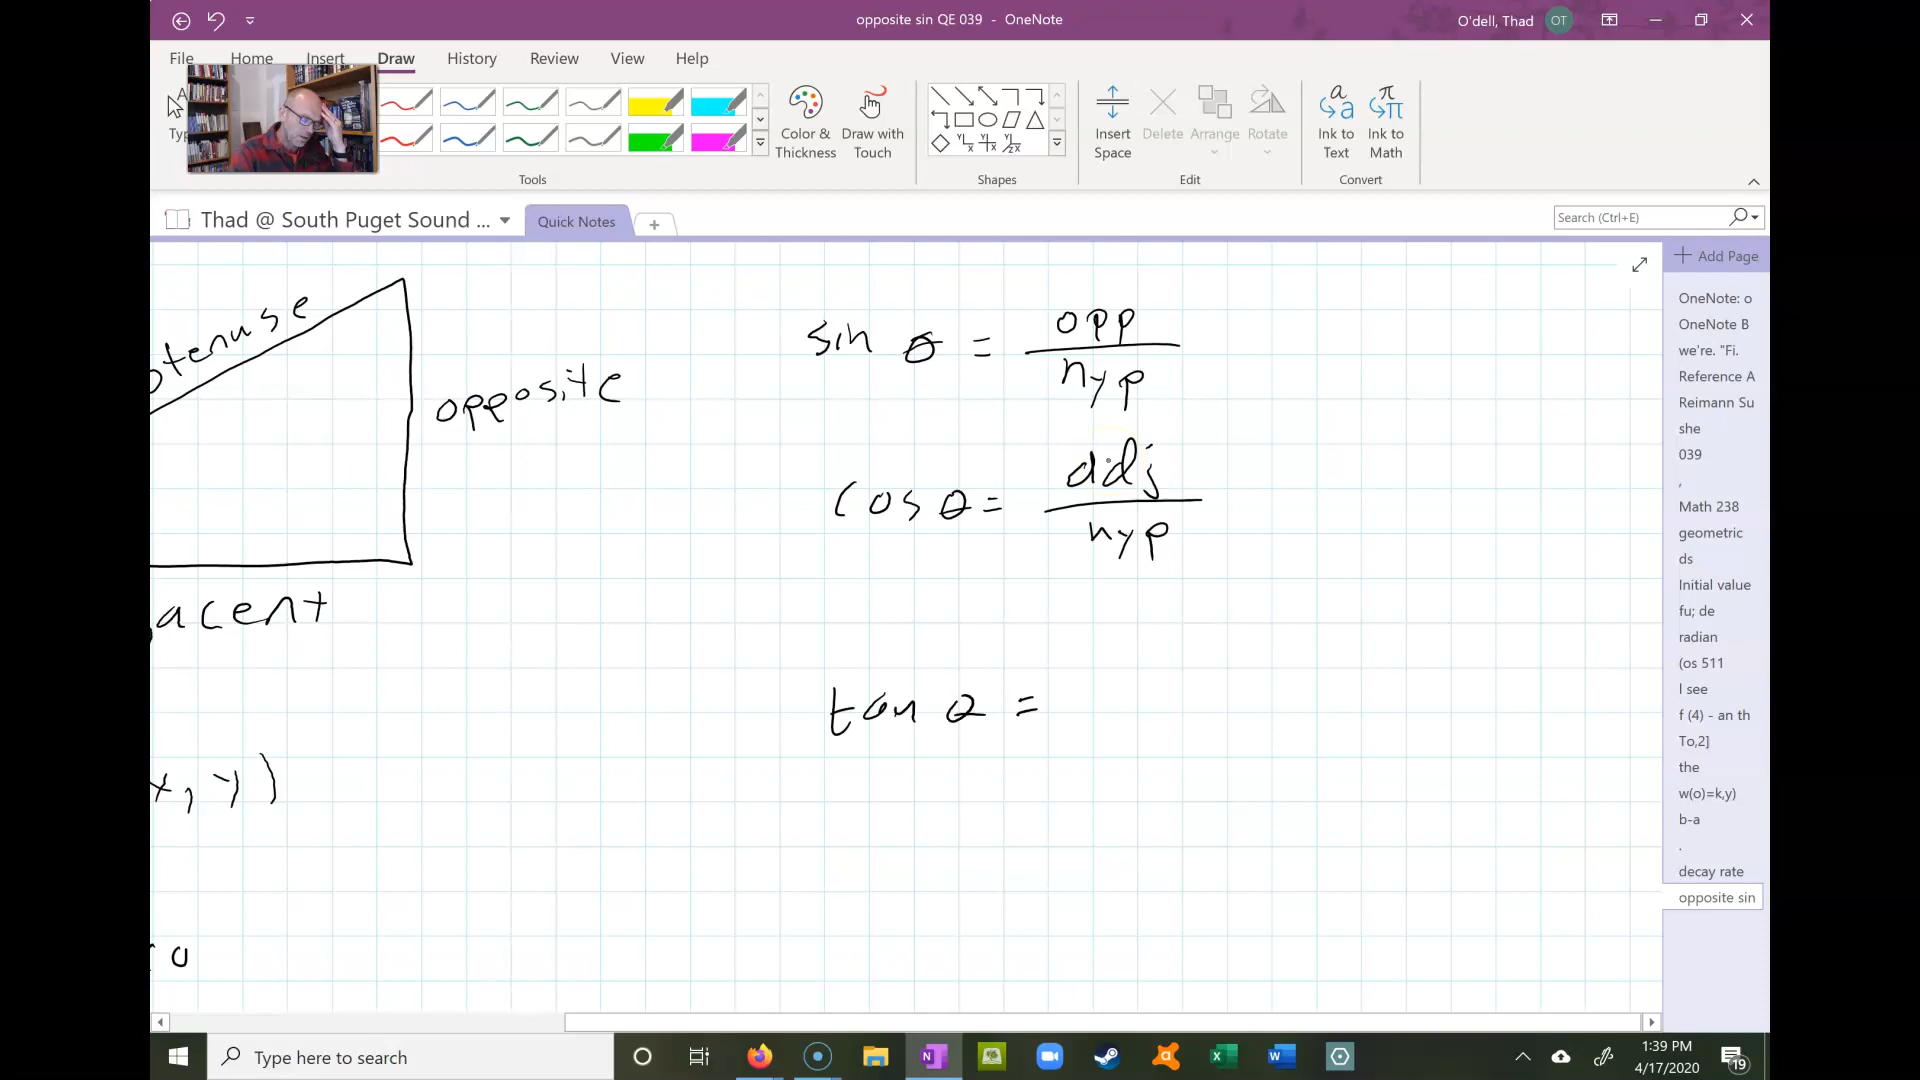 opposite sin QE 039 - OneNote
O'dell, Thad OT
File Home Insert Draw History Review View Help
Color & Thickness
Draw with Touch
Insert Space
Delete Arrange Rotate
Ink to Text
Ink to Math
Tools Shapes Edit Convert
Thad @ South Puget Sound ...
Quick Notes
Search (Ctrl+E)
Add Page
OneNote: o
OneNote B
we're. "Fi.
Reference A
Reimann Su
she
039
,
Math 238
geometric
ds
Initial value
fu; de
radian
(os 511
I see
f (4) - an th
To,2]
the
w(o)=k,y)
b-a
.
decay rate
opposite sin
otenuse
opposite
acent
x, y)
sin θ = opp
hyp
cos θ = adj
hyp
tan θ =
Type here to search
1:39 PM
4/17/2020
19